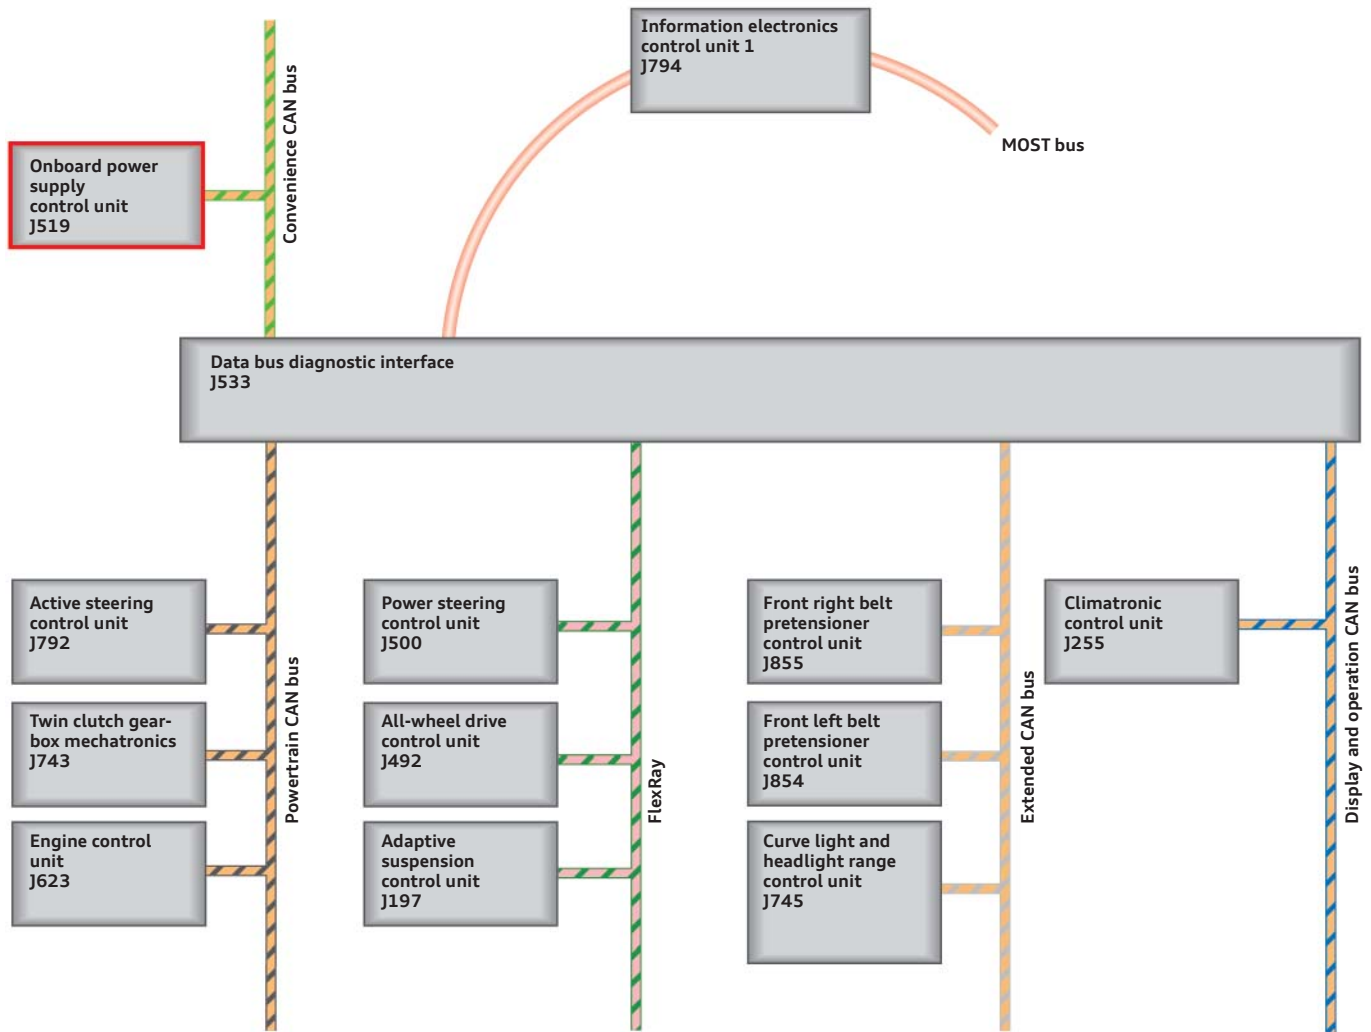 Information electronics
control unit 1
J794
MOST bus
Convenience CAN bus
Onboard power
supply
control unit
J519
Data bus diagnostic interface
J533
Active steering
control unit
J792
Twin clutch gear-
box mechatronics
J743
Engine control
unit
J623
Powertrain CAN bus
Power steering
control unit
J500
All-wheel drive
control unit
J492
Adaptive
suspension
control unit
J197
FlexRay
Front right belt
pretensioner
control unit
J855
Front left belt
pretensioner
control unit
J854
Curve light and
headlight range
control unit
J745
Extended CAN bus
Climatronic
control unit
J255
Display and operation CAN bus